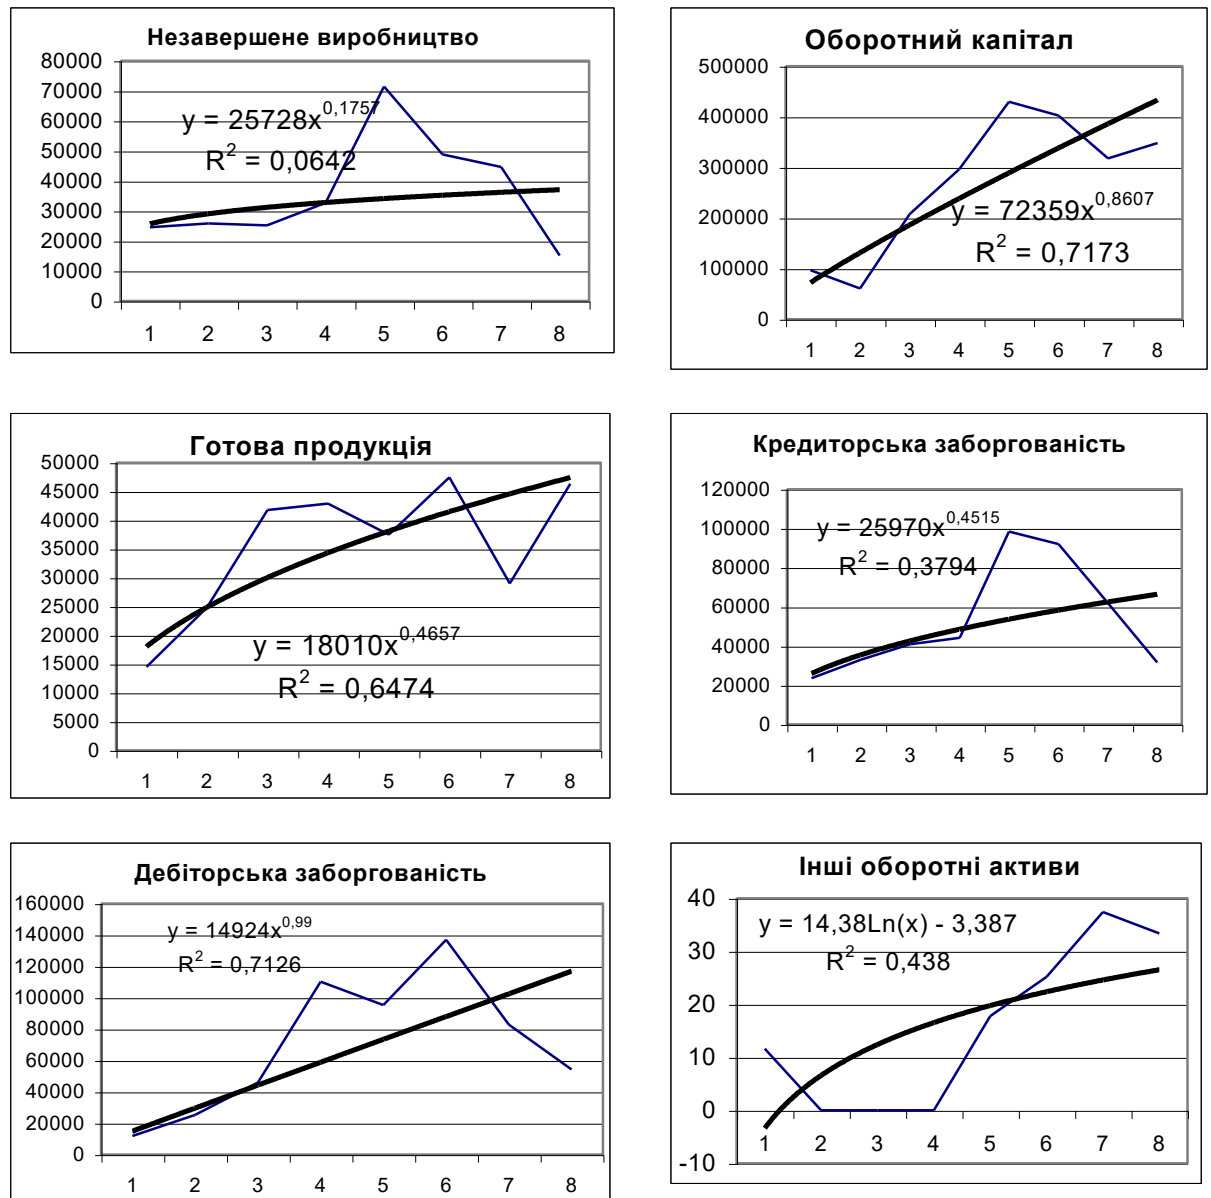 Незавершене виробництво
80000
70000
60000
50000
40000
30000
20000
10000
0
y = 25728x^0,1757
R² = 0,0642
1 2 3 4 5 6 7 8
Оборотний капітал
500000
400000
300000
200000
100000
0
y = 72359x^0,8607
R² = 0,7173
1 2 3 4 5 6 7 8
Готова продукція
50000
45000
40000
35000
30000
25000
20000
15000
10000
5000
0
y = 18010x^0,4657
R² = 0,6474
1 2 3 4 5 6 7 8
Кредиторська заборгованість
120000
100000
80000
60000
40000
20000
0
y = 25970x^0,4515
R² = 0,3794
1 2 3 4 5 6 7 8
Дебіторська заборгованість
160000
140000
120000
100000
80000
60000
40000
20000
0
y = 14924x^0,99
R² = 0,7126
1 2 3 4 5 6 7 8
Інші оборотні активи
40
30
20
10
0
-10
y = 14,38Ln(x) - 3,387
R² = 0,438
1 2 3 4 5 6 7 8